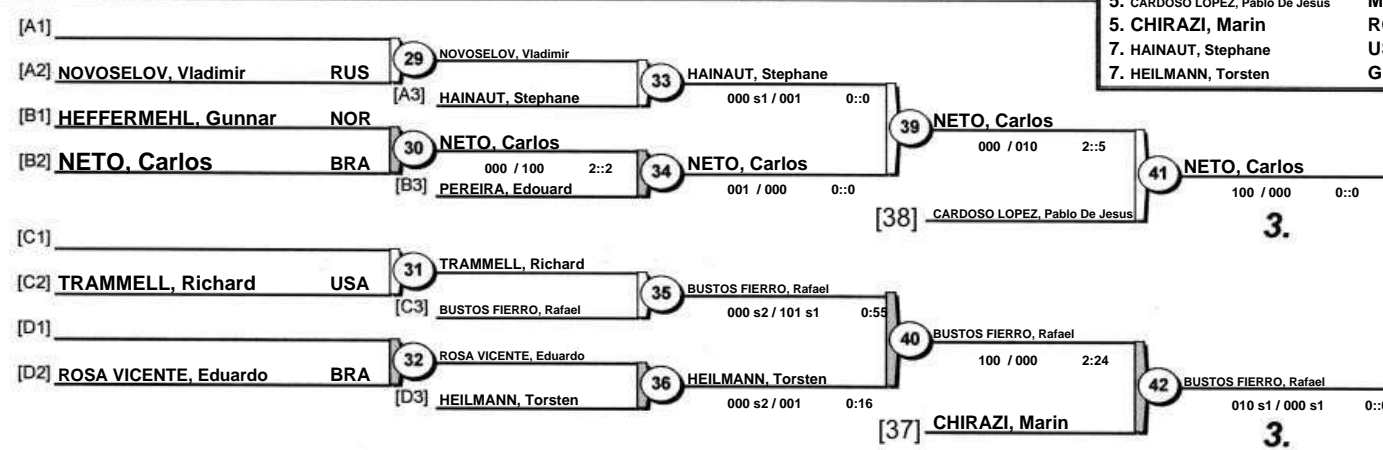 5. CARDOSO LOPEZ, Pablo De Jesus
5. CHIRAZI, Marin
7. HAINAUT, Stephane
7. HEILMANN, Torsten
[A1]
[A2] NOVOSELOV, Vladimir RUS
29
NOVOSELOV, Vladimir
[A3] HAINAUT, Stephane
33
HAINAUT, Stephane
000 s1 / 001 0::0
[B1] HEFFERMEHL, Gunnar NOR
[B2] NETO, Carlos BRA
30
NETO, Carlos
000 / 100 2::2
[B3] PEREIRA, Edouard
34
NETO, Carlos
001 / 000 0::0
39
NETO, Carlos
000 / 010 2::5
[38] CARDOSO LOPEZ, Pablo De Jesus
41
NETO, Carlos
100 / 000 0::0
3.
[C1]
[C2] TRAMMELL, Richard USA
31
TRAMMELL, Richard
[C3] BUSTOS FIERRO, Rafael
35
BUSTOS FIERRO, Rafael
000 s2 / 101 s1 0:55
[D1]
[D2] ROSA VICENTE, Eduardo BRA
32
ROSA VICENTE, Eduardo
[D3] HEILMANN, Torsten
36
HEILMANN, Torsten
000 s2 / 001 0:16
40
BUSTOS FIERRO, Rafael
100 / 000 2:24
[37] CHIRAZI, Marin
42
BUSTOS FIERRO, Rafael
010 s1 / 000 s1
3.